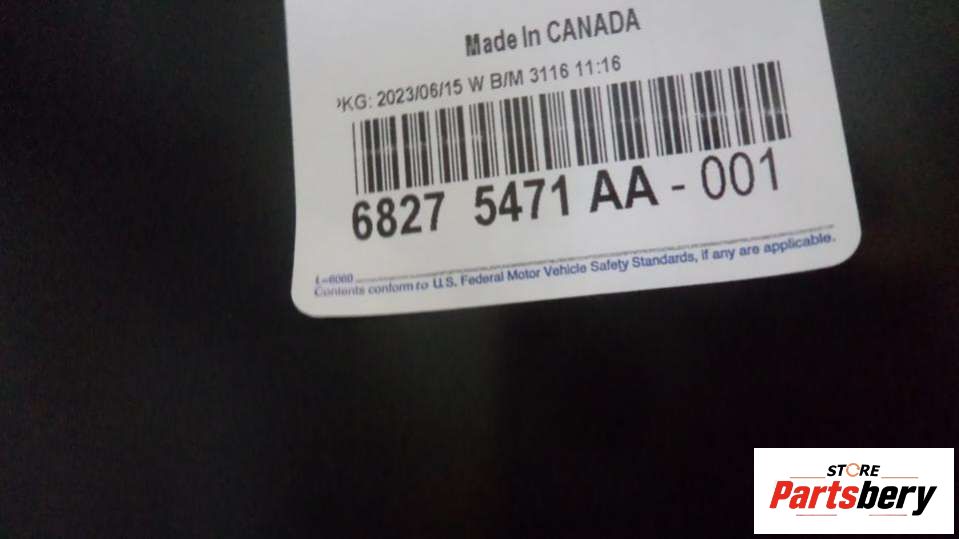 Made In CANADA
PKG: 2023/06/15 W B/M 3116 11:16
6827 5471 AA - 001
Contents conform to U.S. Federal Motor Vehicle Safety Standards, if any are applicable.
STORE
Partsbery